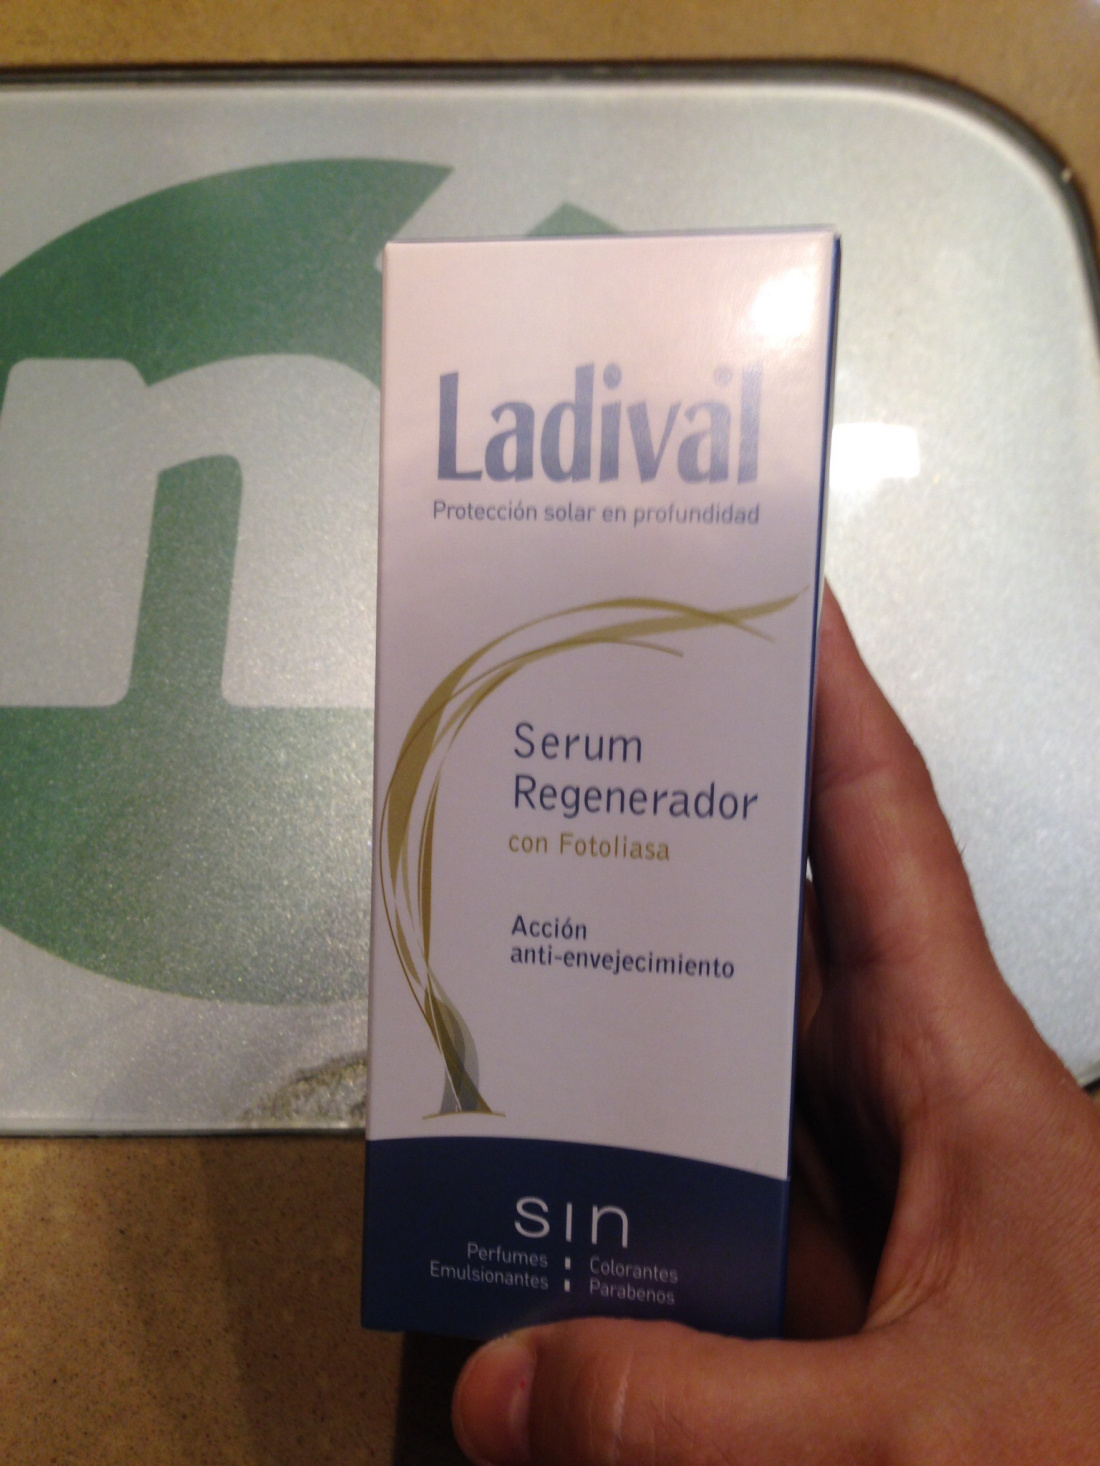 n
Ladival®
Protección solar en profundidad
Serum
Regenerador
con Fotoliasa
Acción
anti-envejecimiento
sin
Perfumes
Emulsionantes
Colorantes
Parabenos